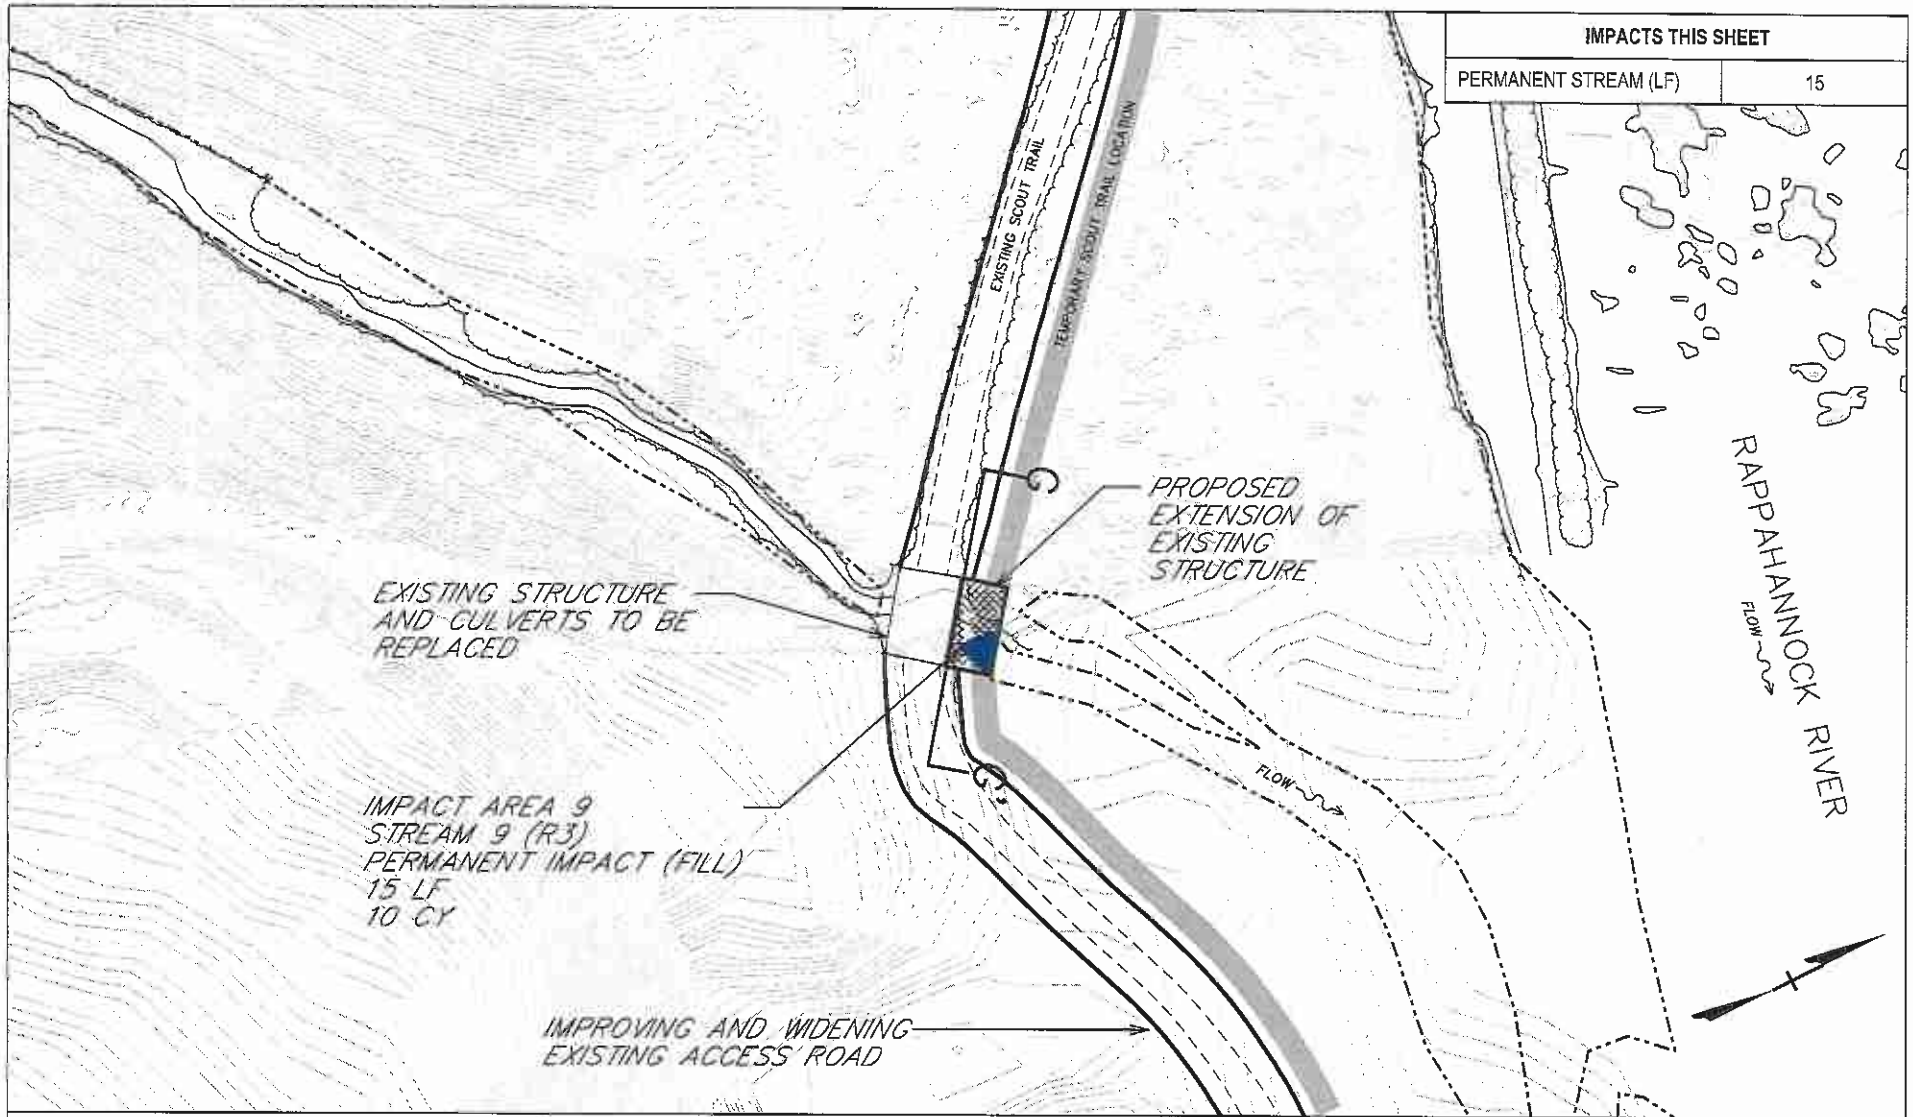 IMPACTS THIS SHEET
PERMANENT STREAM (LF) 15
EXISTING SCOUT TRAIL
TEMPORARY SCOUT TRAIL LOCATION
G
PROPOSED
EXTENSION OF
EXISTING
STRUCTURE
EXISTING STRUCTURE
AND CULVERTS TO BE
REPLACED
RAPPAHANNOCK RIVER
FLOW
G'
FLOW
IMPACT AREA 9
STREAM 9 (R3)
PERMANENT IMPACT (FILL)
15 LF
10 CY
IMPROVING AND WIDENING
EXISTING ACCESS ROAD